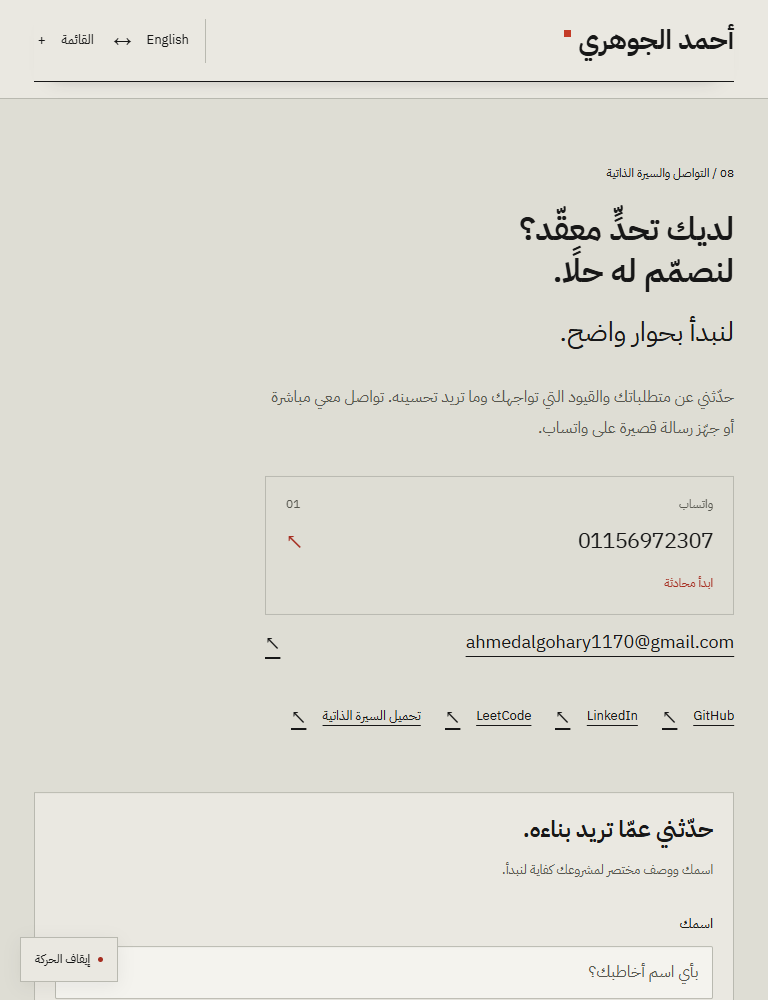 أحمد الجوهري
English ↔ القائمة +
08 / التواصل والسيرة الذاتية
لديك تحدٍّ معقّد؟
لنصمّم له حلًا.
لنبدأ بحوار واضح.
حدّثني عن متطلباتك والقيود التي تواجهك وما تريد تحسينه. تواصل معي مباشرة
أو جهّز رسالة قصيرة على واتساب.
واتساب 01
01156972307 ↖
ابدأ محادثة
ahmedalgohary1170@gmail.com ↖
GitHub ↖ LinkedIn ↖ LeetCode ↖ تحميل السيرة الذاتية ↖
حدّثني عمّا تريد بناءه.
اسمك ووصف مختصر لمشروعك كفاية لنبدأ.
اسمك
إيقاف الحركة
بأي اسم أخاطبك؟